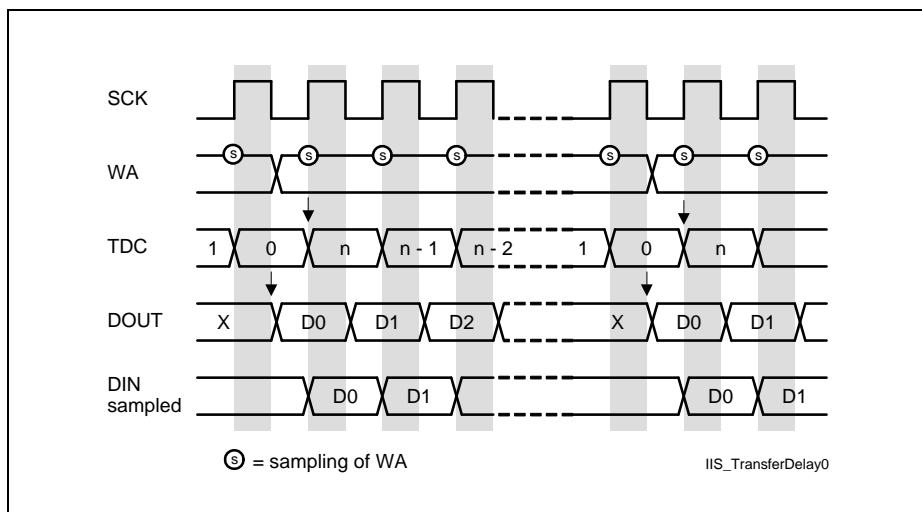 SCK
WA
s s s s s s s
TDC 1 0 n n - 1 n - 2 1 0 n
DOUT X D0 D1 D2 X D0 D1
DIN sampled D0 D1 D0 D1
s = sampling of WA
IIS_TransferDelay0